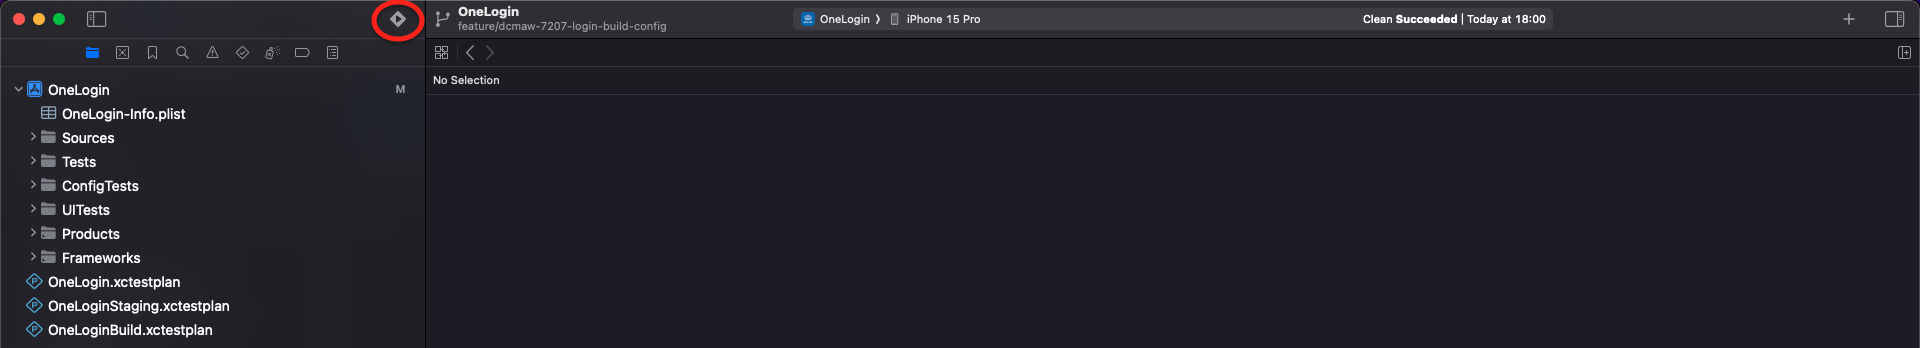 OneLogin
feature/dcmaw-7207-login-build-config
OneLogin ❭ iPhone 15 Pro
Clean Succeeded | Today at 18:00
No Selection
OneLogin M
OneLogin-Info.plist
Sources
Tests
ConfigTests
UITests
Products
Frameworks
OneLogin.xctestplan
OneLoginStaging.xctestplan
OneLoginBuild.xctestplan